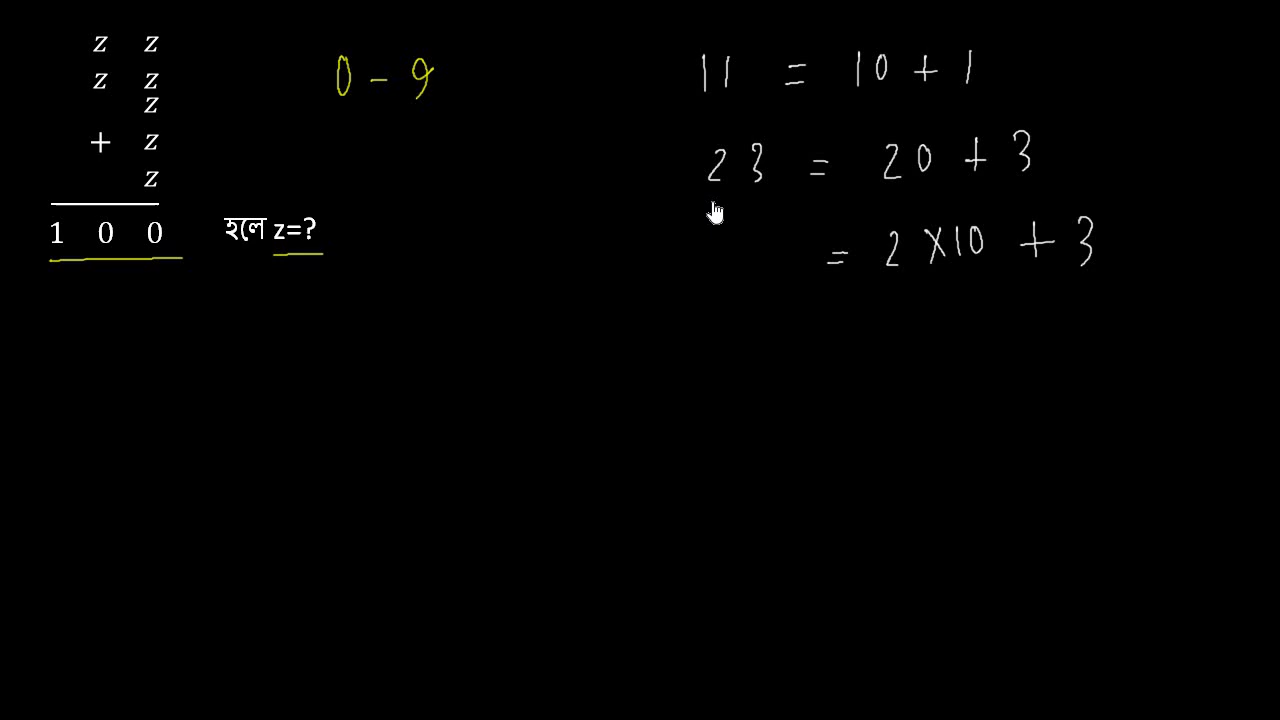 z z
z z
z
+ z
z
1 0 0 হলে z=?
0 - 9
11 = 10 + 1
23 = 20 + 3
= 2 × 10 + 3